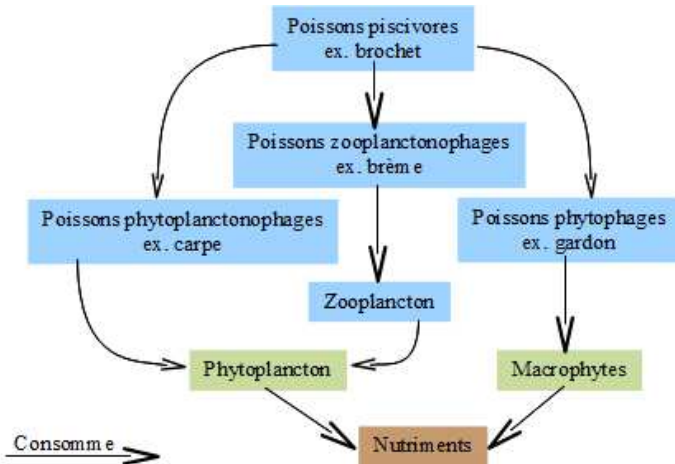 Poissons piscivores
ex. brochet
Poissons zooplanctonophages
ex. brème
Poissons phytoplanctonophages
ex. carpe
Poissons phytophages
ex. gardon
Zooplancton
Phytoplancton
Macrophytes
Consomme
Nutriments